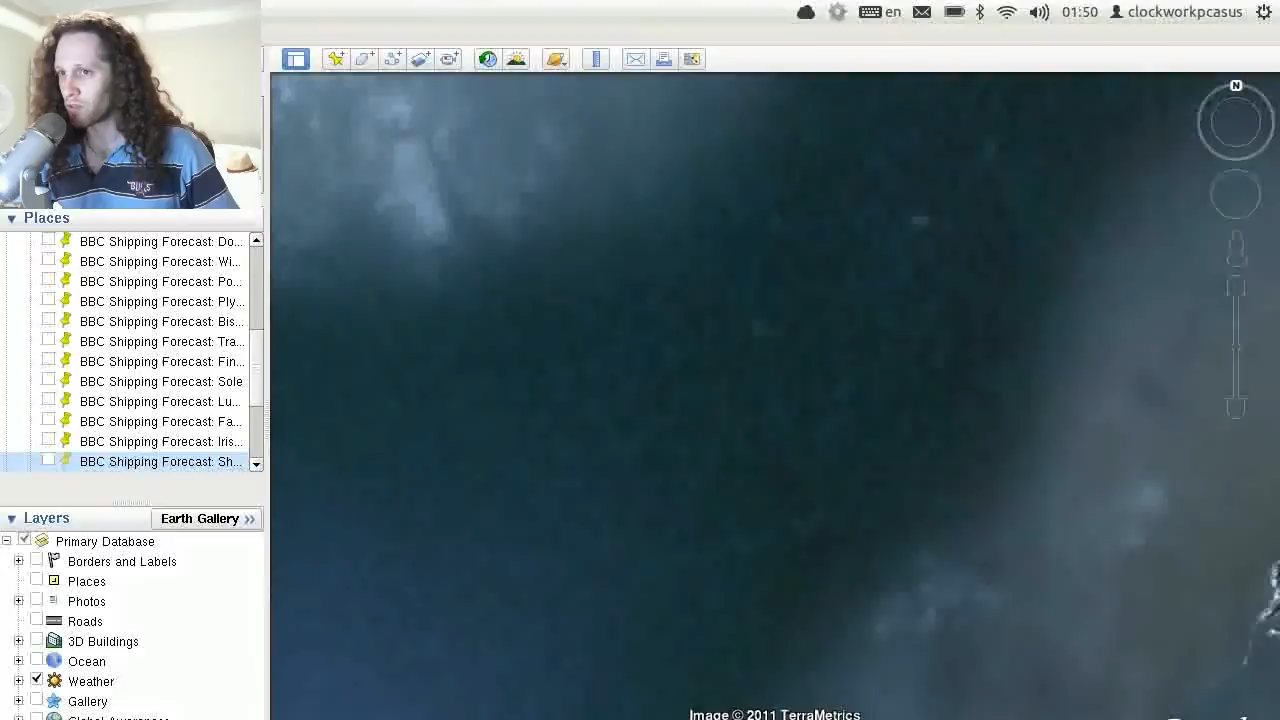 en
01:50
clockworkpcasus
N
BULLS
Places
BBC Shipping Forecast: Do...
BBC Shipping Forecast: Wi...
BBC Shipping Forecast: Po...
BBC Shipping Forecast: Ply...
BBC Shipping Forecast: Bis...
BBC Shipping Forecast: Tra...
BBC Shipping Forecast: Fin...
BBC Shipping Forecast: Sole
BBC Shipping Forecast: Lu...
BBC Shipping Forecast: Fa...
BBC Shipping Forecast: Iris...
BBC Shipping Forecast: Sh...
Layers
Earth Gallery »
Primary Database
Borders and Labels
Places
Photos
Roads
3D Buildings
Ocean
Weather
Gallery
Global Awareness
Image © 2011 TerraMetrics